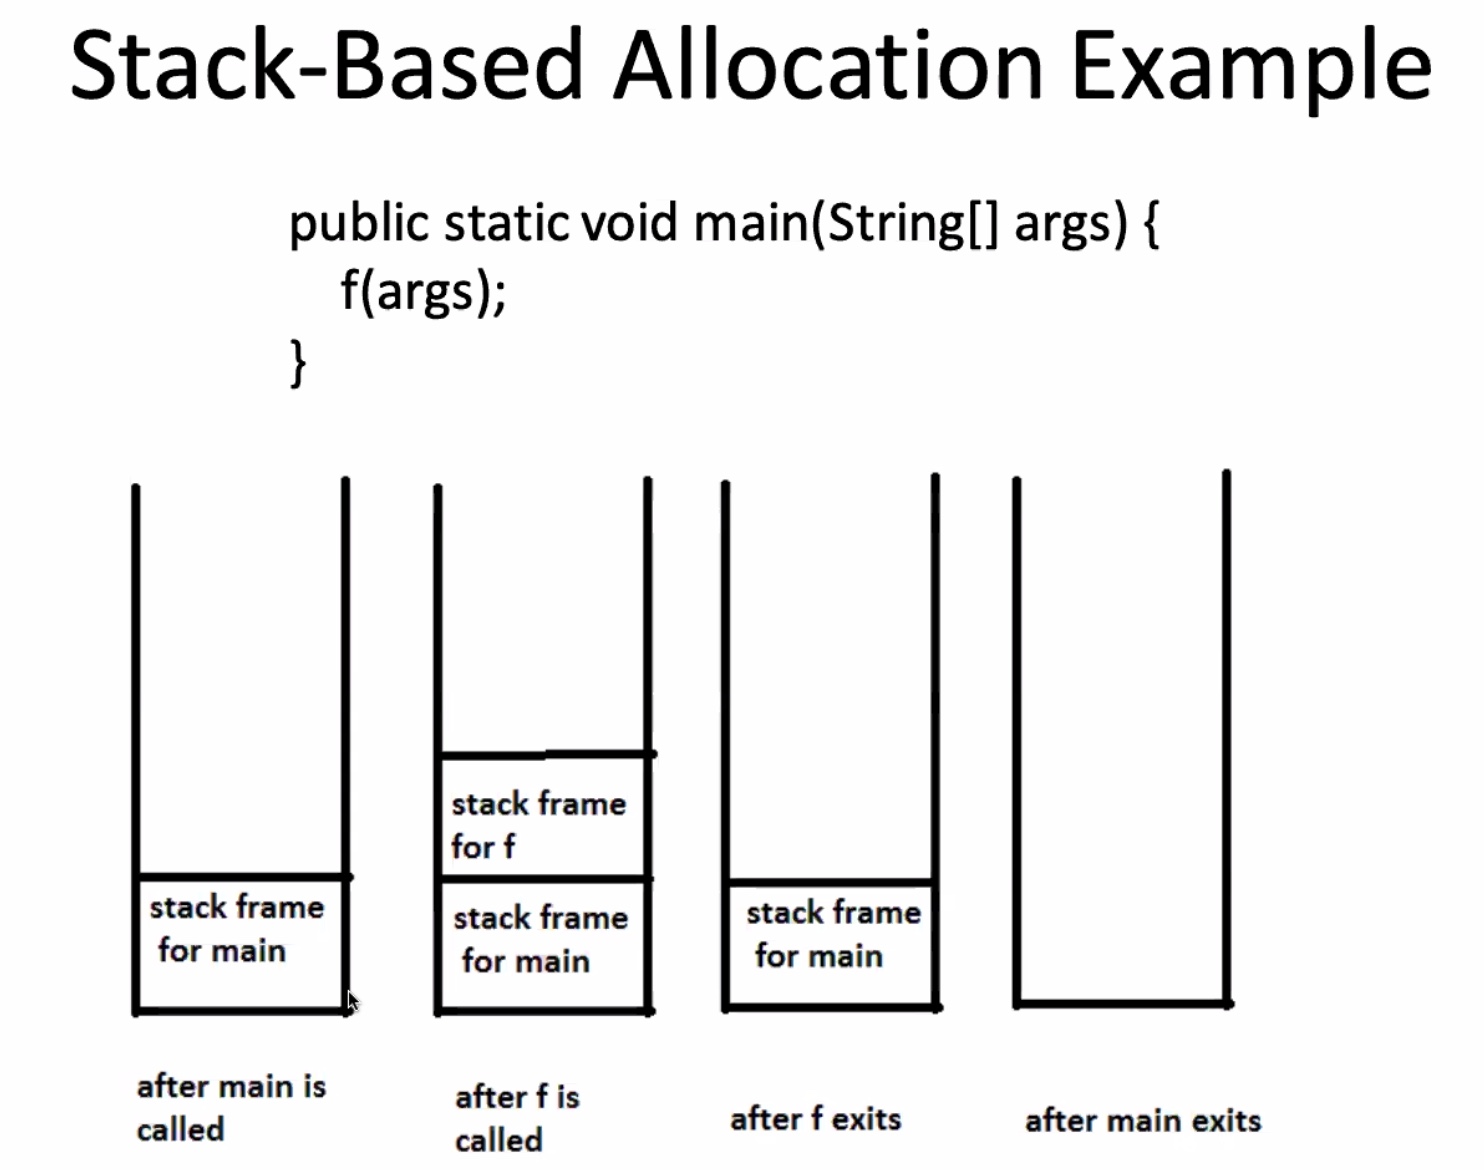 Stack-Based Allocation Example
public static void main(String[] args) {
f(args);
}
stack frame
for main
after main is
called
stack frame
for f
stack frame
for main
after f is
called
stack frame
for main
after f exits
after main exits